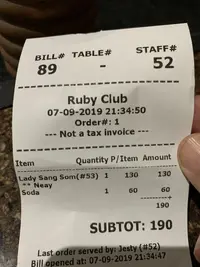 BILL# TABLE# STAFF#
89 - 52
Ruby Club
07-09-2019 21:34:50
Order#: 1
--- Not a tax invoice ---
Item Quantity P/Item Amount
Lady Sang Som(#53) 1 130 130
** Neay
Soda 1 60 60
190
SUBTOT: 190
Last order served by: Jesty (#52)
Bill opened at: 07-09-2019 21:34:47